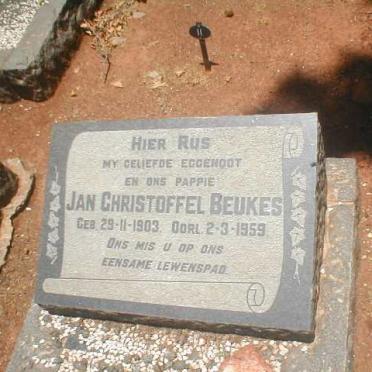 HIER RUS
MY GELIEFDE EGGENOOT
EN ONS PAPPIE
JAN CHRISTOFFEL BEUKES
GEB. 29-11-1903. OORL. 2-3-1959.
ONS MIS U OP ONS
EENSAME LEWENSPAD.